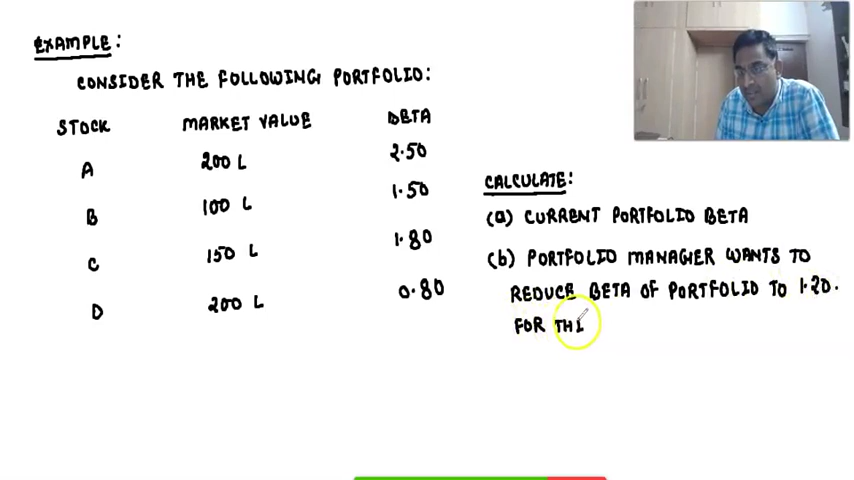 EXAMPLE:
CONSIDER THE FOLLOWING PORTFOLIO:
STOCK MARKET VALUE BETA
A 200 L 2.50
B 100 L 1.50
C 150 L 1.80
D 200 L 0.80
CALCULATE:
(a) CURRENT PORTFOLIO BETA
(b) PORTFOLIO MANAGER WANTS TO
REDUCE BETA OF PORTFOLIO TO 1.20.
FOR THI